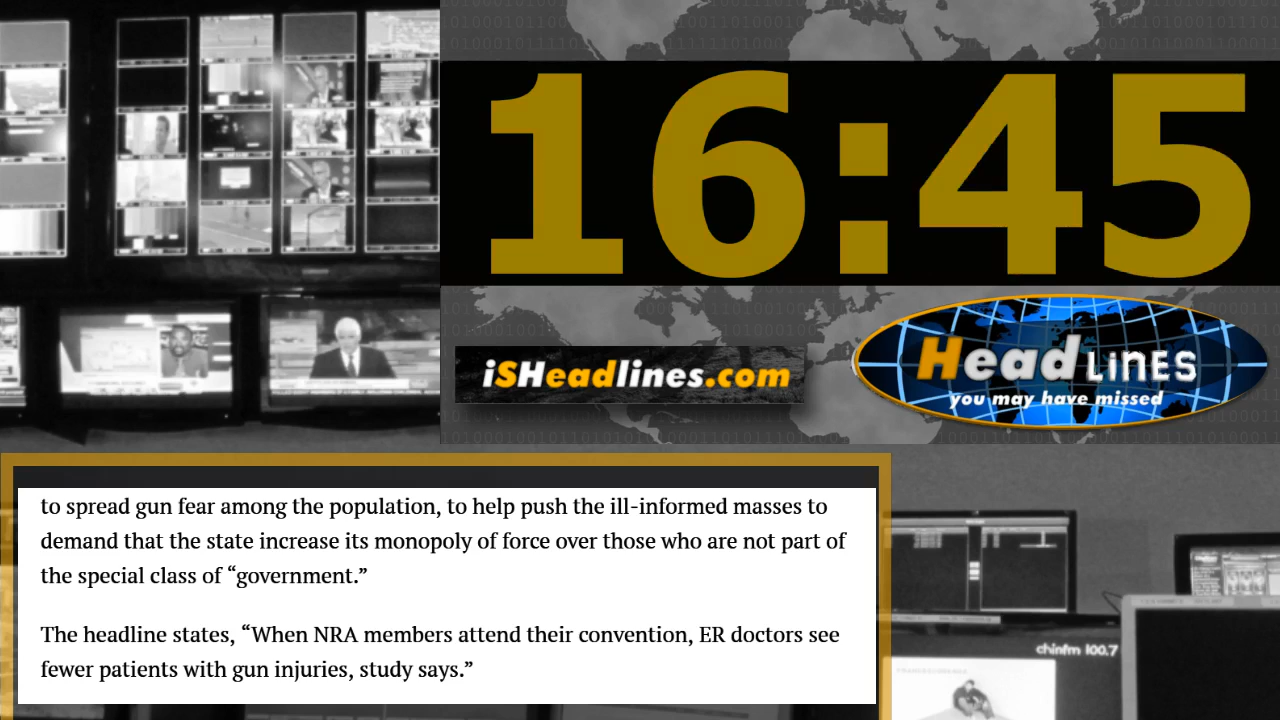 16:45
iSHeadlines.com
HeadLINES
you may have missed
to spread gun fear among the population, to help push the ill-informed masses to
demand that the state increase its monopoly of force over those who are not part of
the special class of “government.”
The headline states, “When NRA members attend their convention, ER doctors see
fewer patients with gun injuries, study says.”
chinfm 100.7